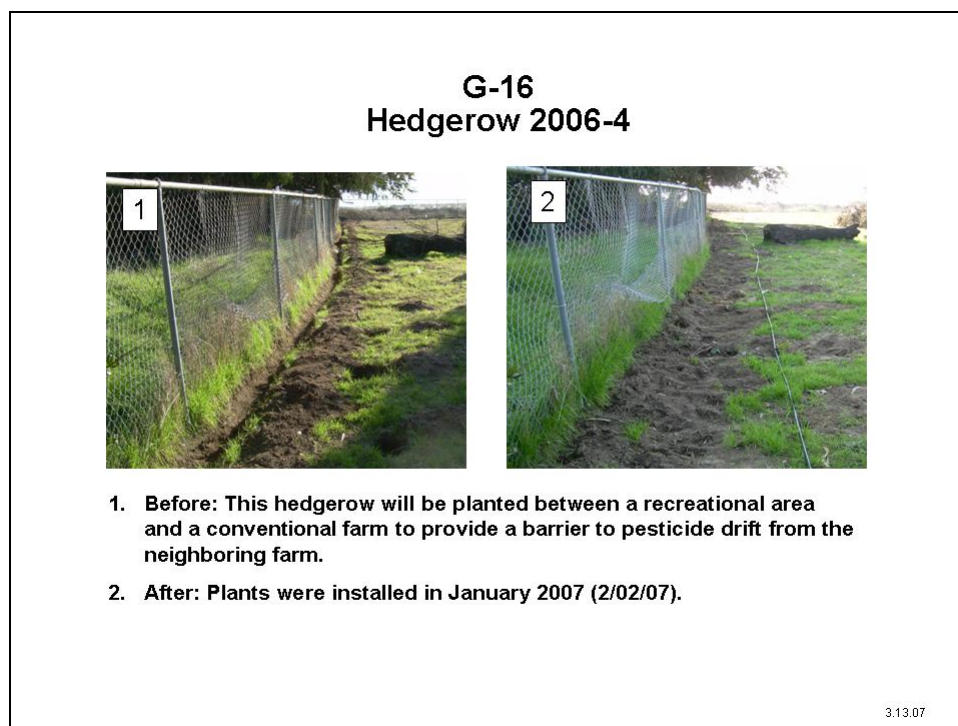 G-16
Hedgerow 2006-4
1
2
1. Before: This hedgerow will be planted between a recreational area
and a conventional farm to provide a barrier to pesticide drift from the
neighboring farm.
2. After: Plants were installed in January 2007 (2/02/07).
3.13.07